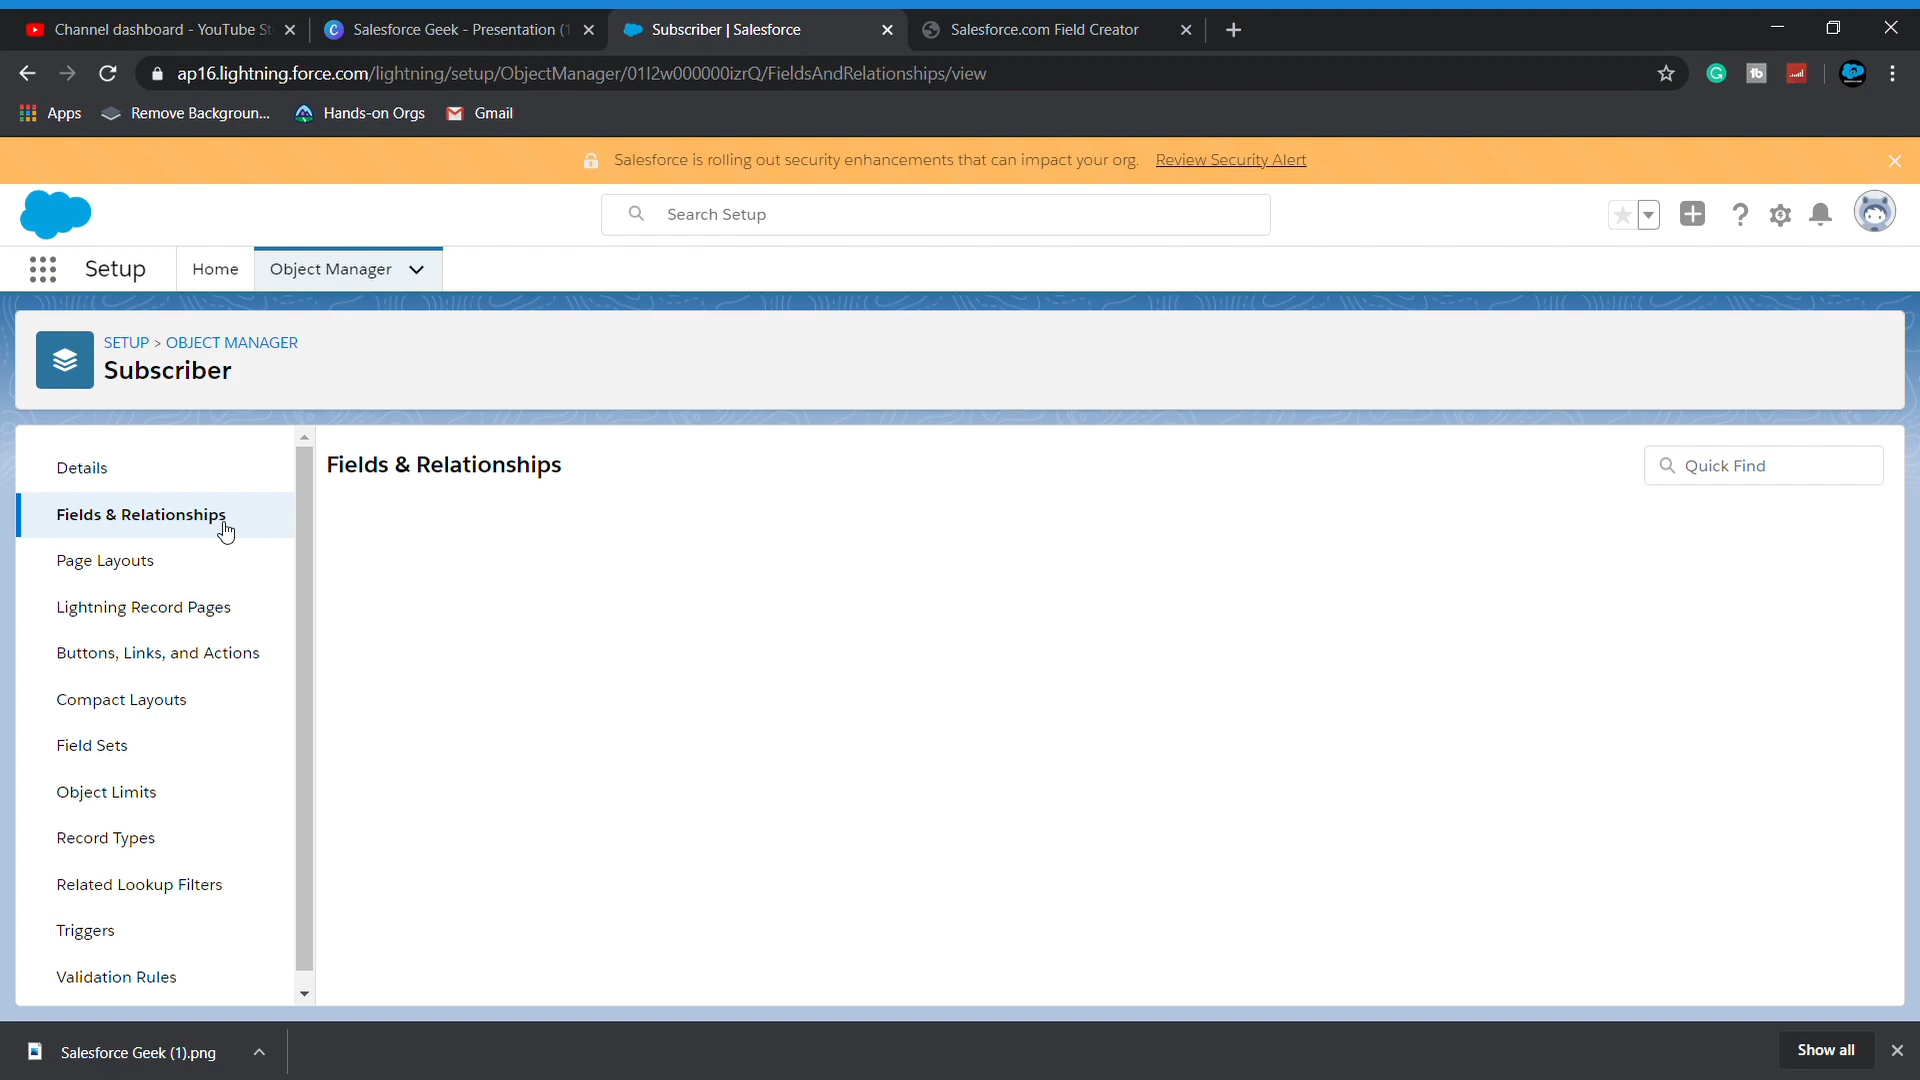 Channel dashboard - YouTube St
Salesforce Geek - Presentation (1
Subscriber | Salesforce
Salesforce.com Field Creator
ap16.lightning.force.com/lightning/setup/ObjectManager/01I2w000000izrQ/FieldsAndRelationships/view
Apps
Remove Backgroun...
Hands-on Orgs
Gmail
Salesforce is rolling out security enhancements that can impact your org. Review Security Alert
Search Setup
Setup
Home
Object Manager
SETUP > OBJECT MANAGER
Subscriber
Details
Fields & Relationships
Page Layouts
Lightning Record Pages
Buttons, Links, and Actions
Compact Layouts
Field Sets
Object Limits
Record Types
Related Lookup Filters
Triggers
Validation Rules
Fields & Relationships
Quick Find
Salesforce Geek (1).png
Show all